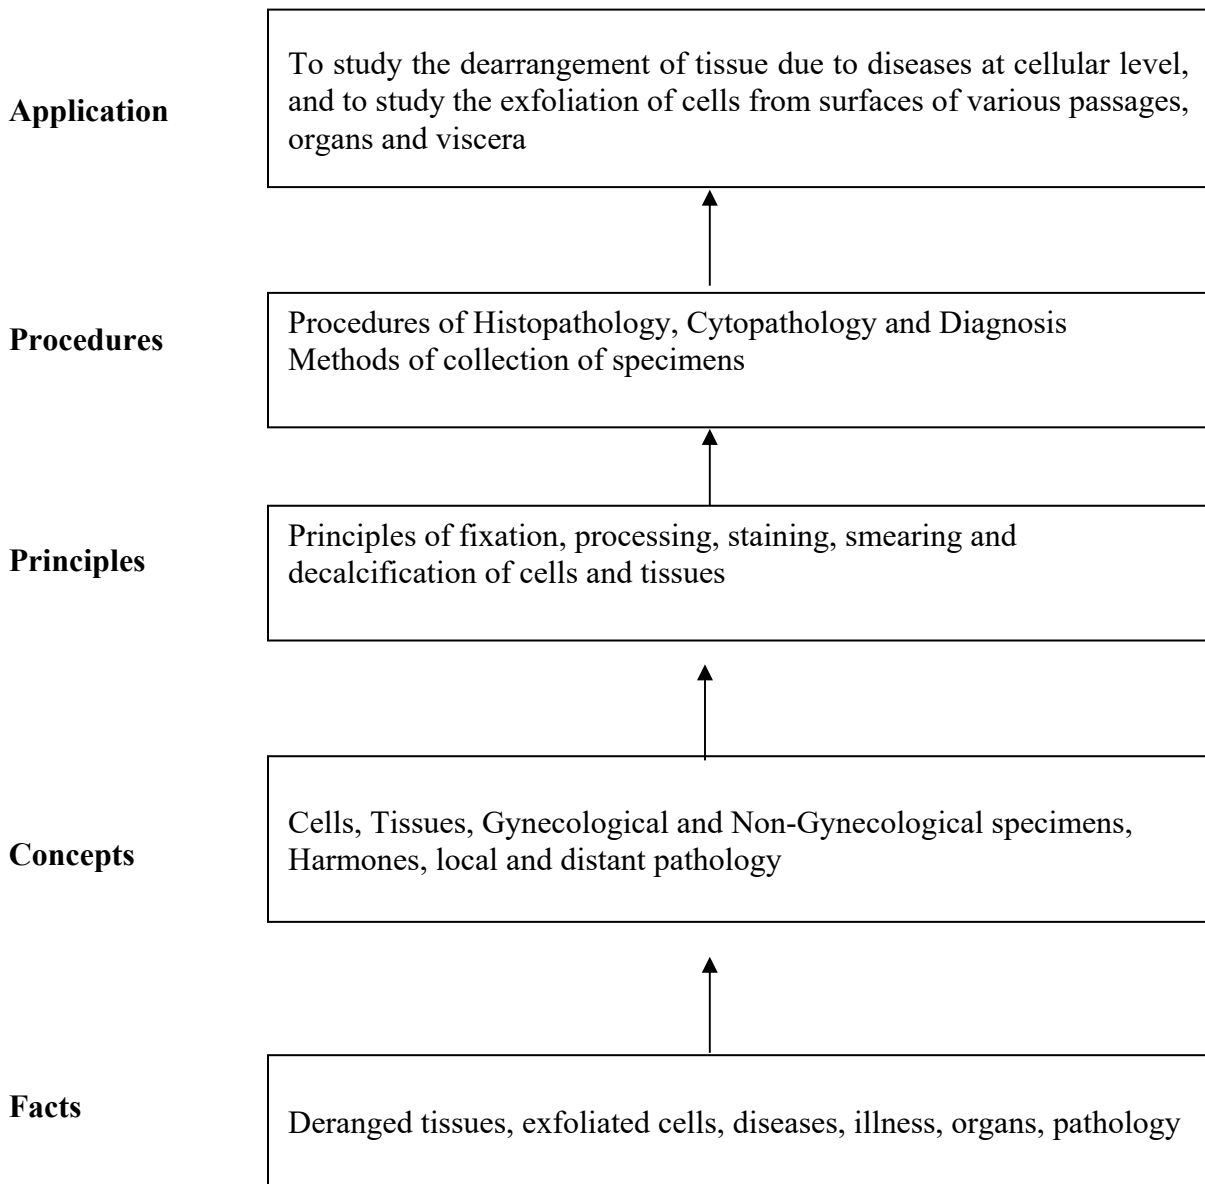 Application
To study the dearrangement of tissue due to diseases at cellular level,
and to study the exfoliation of cells from surfaces of various passages,
organs and viscera
Procedures
Procedures of Histopathology, Cytopathology and Diagnosis
Methods of collection of specimens
Principles
Principles of fixation, processing, staining, smearing and
decalcification of cells and tissues
Concepts
Cells, Tissues, Gynecological and Non-Gynecological specimens,
Harmones, local and distant pathology
Facts
Deranged tissues, exfoliated cells, diseases, illness, organs, pathology